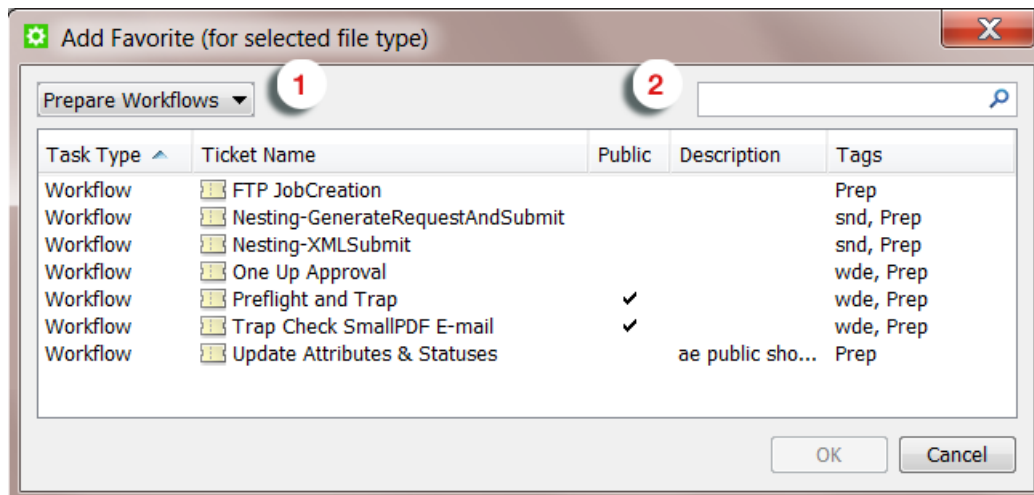 Add Favorite (for selected file type)
X
1
2
Prepare Workflows
Task Type Ticket Name Public Description Tags
Workflow FTP JobCreation Prep
Workflow Nesting-GenerateRequestAndSubmit snd, Prep
Workflow Nesting-XMLSubmit snd, Prep
Workflow One Up Approval wde, Prep
Workflow Preflight and Trap ✔ wde, Prep
Workflow Trap Check SmallPDF E-mail ✔ wde, Prep
Workflow Update Attributes & Statuses ae public sho... Prep
OK Cancel